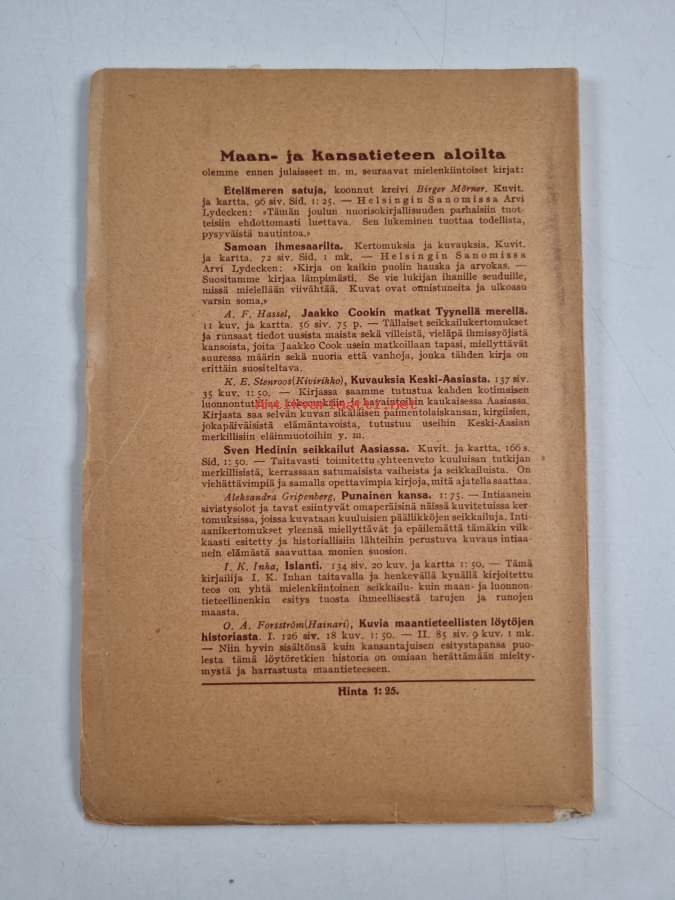 Maan- ja kansatieteen aloilta
olemme ennen julaisseet m. m. seuraavat mielenkiintoiset kirjat:
Etelämeren satuja, koonnut kreivi Birger Mörner. Kuvit.
ja kartta, 96 siv. Sid. 1: 25. — Helsingin Sanomissa Arvi
Lydecken: »Tämän joulun nuorisokirjallisuuden parhaisiin tuot-
teisiin ehdottomasti luettava. Sen lukeminen tuottaa todellista,
pysyväistä nautintoa.»
Samoan ihmesaarilta. Kertomuksia ja kuvauksia. Kuvit.
ja kartta. 72 siv. Sid. 1 mk. — Helsingin Sanomissa
Arvi Lydecken: »Kirja on kaikin puolin hauska ja arvokas. —
Suositamme kirjaa lämpimästi. Se vie lukijan ihanille seuduille,
missä mielellään viivähtää. Kuvat ovat onnistuneita ja ulkoasu
varsin soma.»
A. F. Hassel, Jaakko Cookin matkat Tyynellä merellä.
11 kuv. ja kartta. 56 siv. 75 p. — Tällaiset seikkailukertomukset
ja runsaat tiedot uusista maista sekä villeistä, vieläpä ihmissyöjistä
kansoista, joita Jaakko Cook usein matkoillaan tapasi, miellyttävät
suuressa määrin sekä nuoria että vanhoja, jonka tähden kirja on
erittäin suositeltava.
K. E. Stenroos (Kivirikko), Kuvauksia Keski-Aasiasta. 137 siv.
35 kuv. 1: 50. — Kirjassa saamme tutustua kahden kotimaisen
luonnontutkijan kokemuksiin ja havaintoihin kaukaisessa Aasiassa.
Kirjasta saa selvän kuvan sikäläisen paimentolaiskansan, kirgiisien,
jokapäiväisistä elämäntavoista, tutustuu useihin Keski-Aasian
merkillisiin eläinmuotoihin y. m.
Sven Hedinin seikkailut Aasiassa. Kuvit. ja kartta. 166 s.
Sid. 1: 50. — Taitavasti toimitettu yhteenveto kuuluisan tutkijan
merkillisistä, kerrassaan satumaisista vaiheista ja seikkailuista. On
viehättävimpiä ja samalla opettavimpia kirjoja, mitä ajatella saattaa.
Aleksandra Gripenberg, Punainen kansa. 1: 75. — Intiaanein
sivistysolot ja tavat esiintyvät omaperäisinä näissä kuvitetuissa ker-
tomuksissa, joissa kuvataan kuuluisien päällikköjen seikkailuja. Inti-
aanikertomukset yleensä miellyttävät ja epäilemättä tämäkin vilk-
kaasti esitetty ja historiallisiin lähteihin perustuva kuvaus intiaa-
nein elämästä saavuttaa monien suosion.
I. K. Inha, Islanti. 134 siv. 20 kuv. ja kartta 1: 50. — Tämä
kirjailija I. K. Inhan taitavalla ja henkevällä kynällä kirjoitettu
teos on yhtä mielenkiintoinen seikkailu- kuin maan- ja luonnon-
tieteellinenkin esitys tuosta ihmeellisestä tarujen ja runojen
maasta.
O. A. Forsström (Hainari), Kuvia maantieteellisten löytöjen
historiasta. I. 126 siv. 18 kuv. 1: 50. — II. 85 siv. 9 kuv. 1 mk.
— Niin hyvin sisältönsä kuin kansantajuisen esitystapansa puo-
lesta tämä löytöretkien historia on omiaan herättämään mielty-
mystä ja harrastusta maantieteeseen.
Hinta 1: 25.